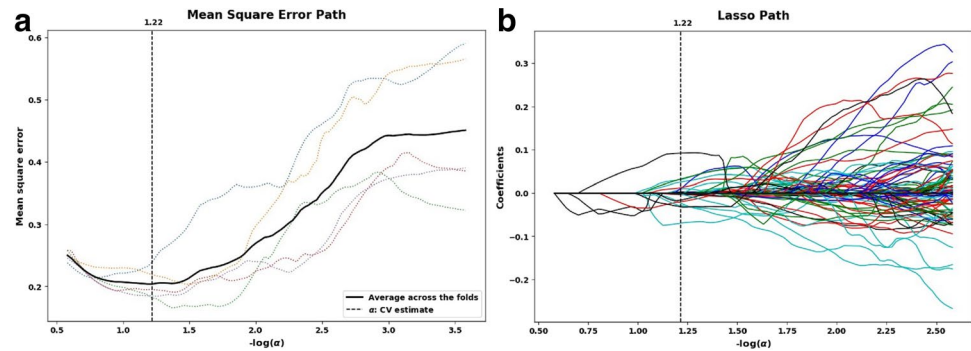 a
Mean Square Error Path
1.22
0.6
0.5
0.4
0.3
0.2
Mean square error
Average across the folds
α: CV estimate
0.5
1.0
1.5
2.0
2.5
3.0
3.5
-log(α)
b
Lasso Path
1.22
0.3
0.2
0.1
0.0
−0.1
−0.2
Coefficients
0.50
0.75
1.00
1.25
1.50
1.75
2.00
2.25
2.50
-log(α)